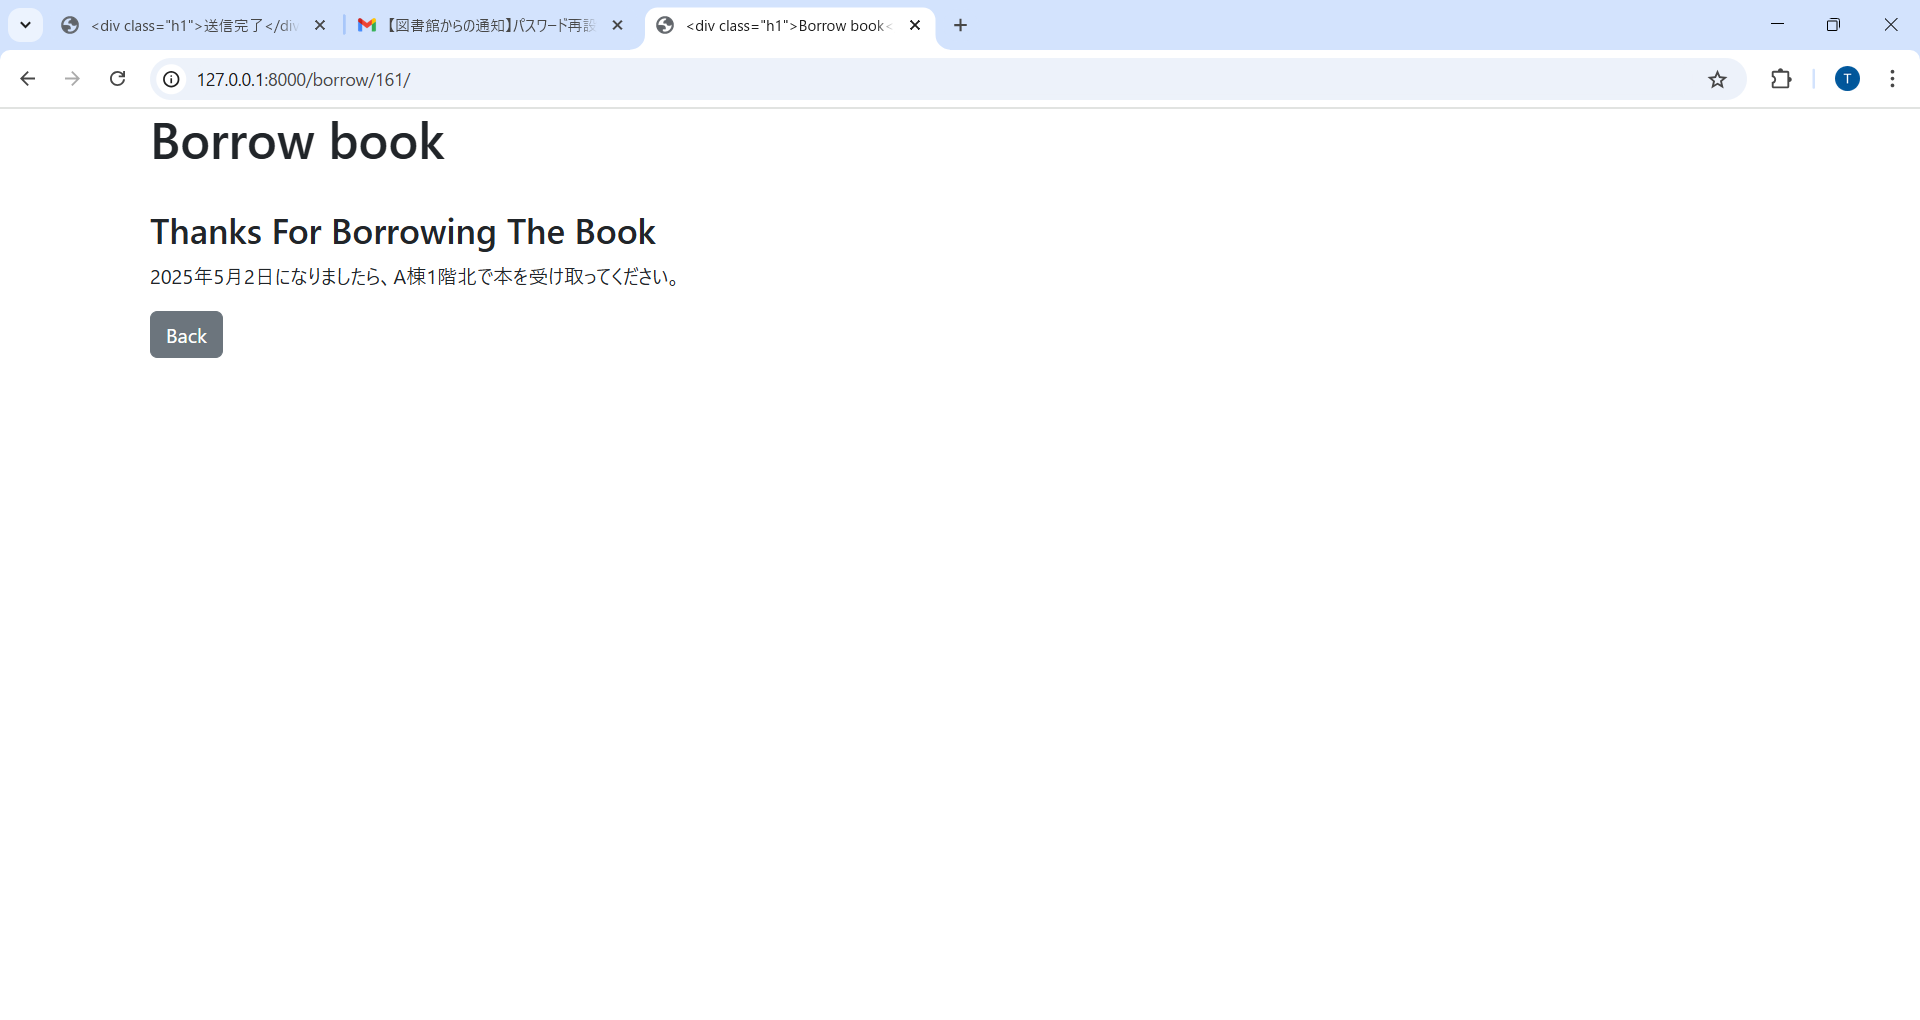 <div class="h1">送信完了</div
【図書館からの通知】パスワード再設
<div class="h1">Borrow book<
127.0.0.1:8000/borrow/161/
T
Borrow book
Thanks For Borrowing The Book
2025年5月2日になりましたら、A棟1階北で本を受け取ってください。
Back